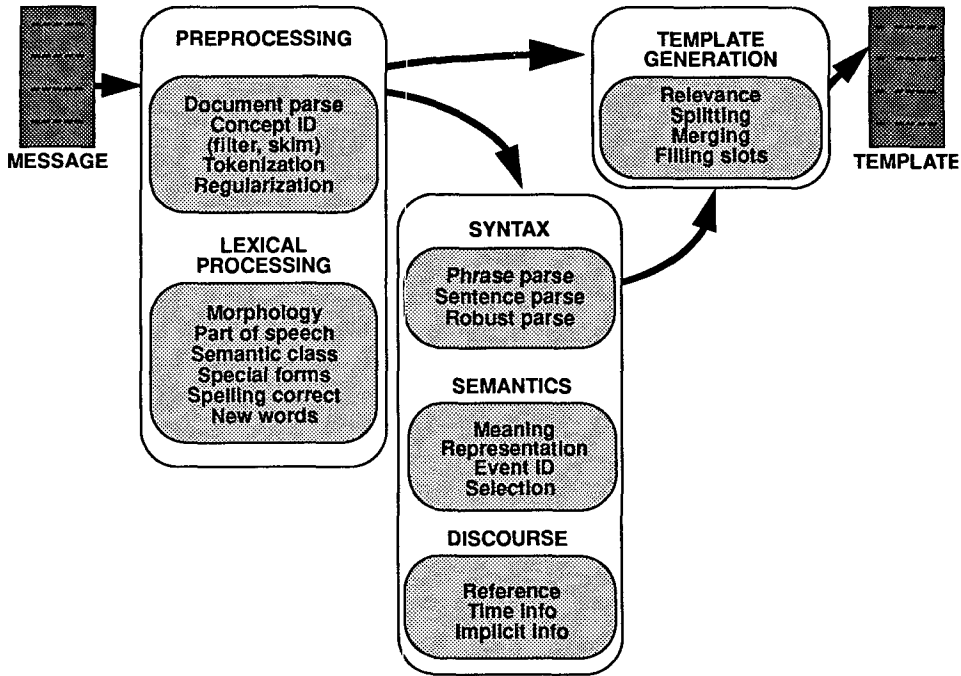 MESSAGE
PREPROCESSING
Document parse
Concept ID
(filter, skim)
Tokenization
Regularization
LEXICAL
PROCESSING
Morphology
Part of speech
Semantic class
Special forms
Spelling correct
New words
SYNTAX
Phrase parse
Sentence parse
Robust parse
SEMANTICS
Meaning
Representation
Event ID
Selection
DISCOURSE
Reference
Time info
Implicit info
TEMPLATE
GENERATION
Relevance
Splitting
Merging
Filling slots
TEMPLATE